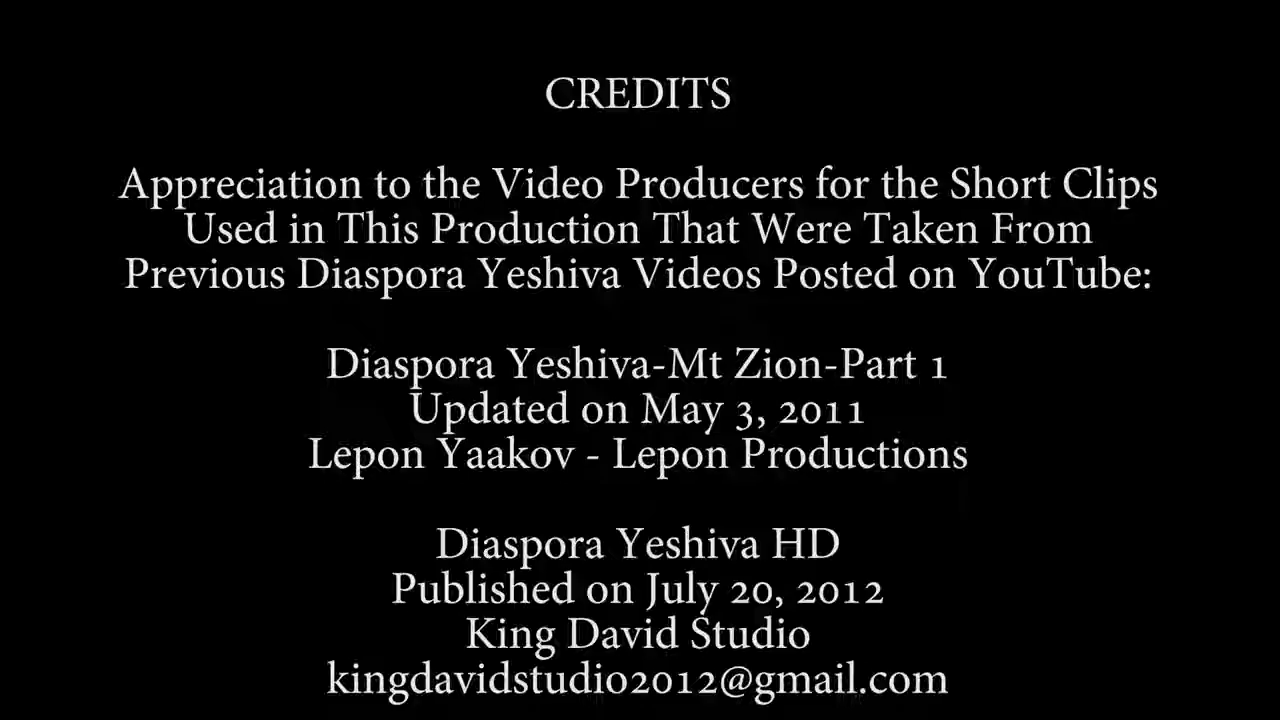 CREDITS
Appreciation to the Video Producers for the Short Clips
Used in This Production That Were Taken From
Previous Diaspora Yeshiva Videos Posted on YouTube:
Diaspora Yeshiva-Mt Zion-Part 1
Updated on May 3, 2011
Lepon Yaakov - Lepon Productions
Diaspora Yeshiva HD
Published on July 20, 2012
King David Studio
kingdavidstudio2012@gmail.com